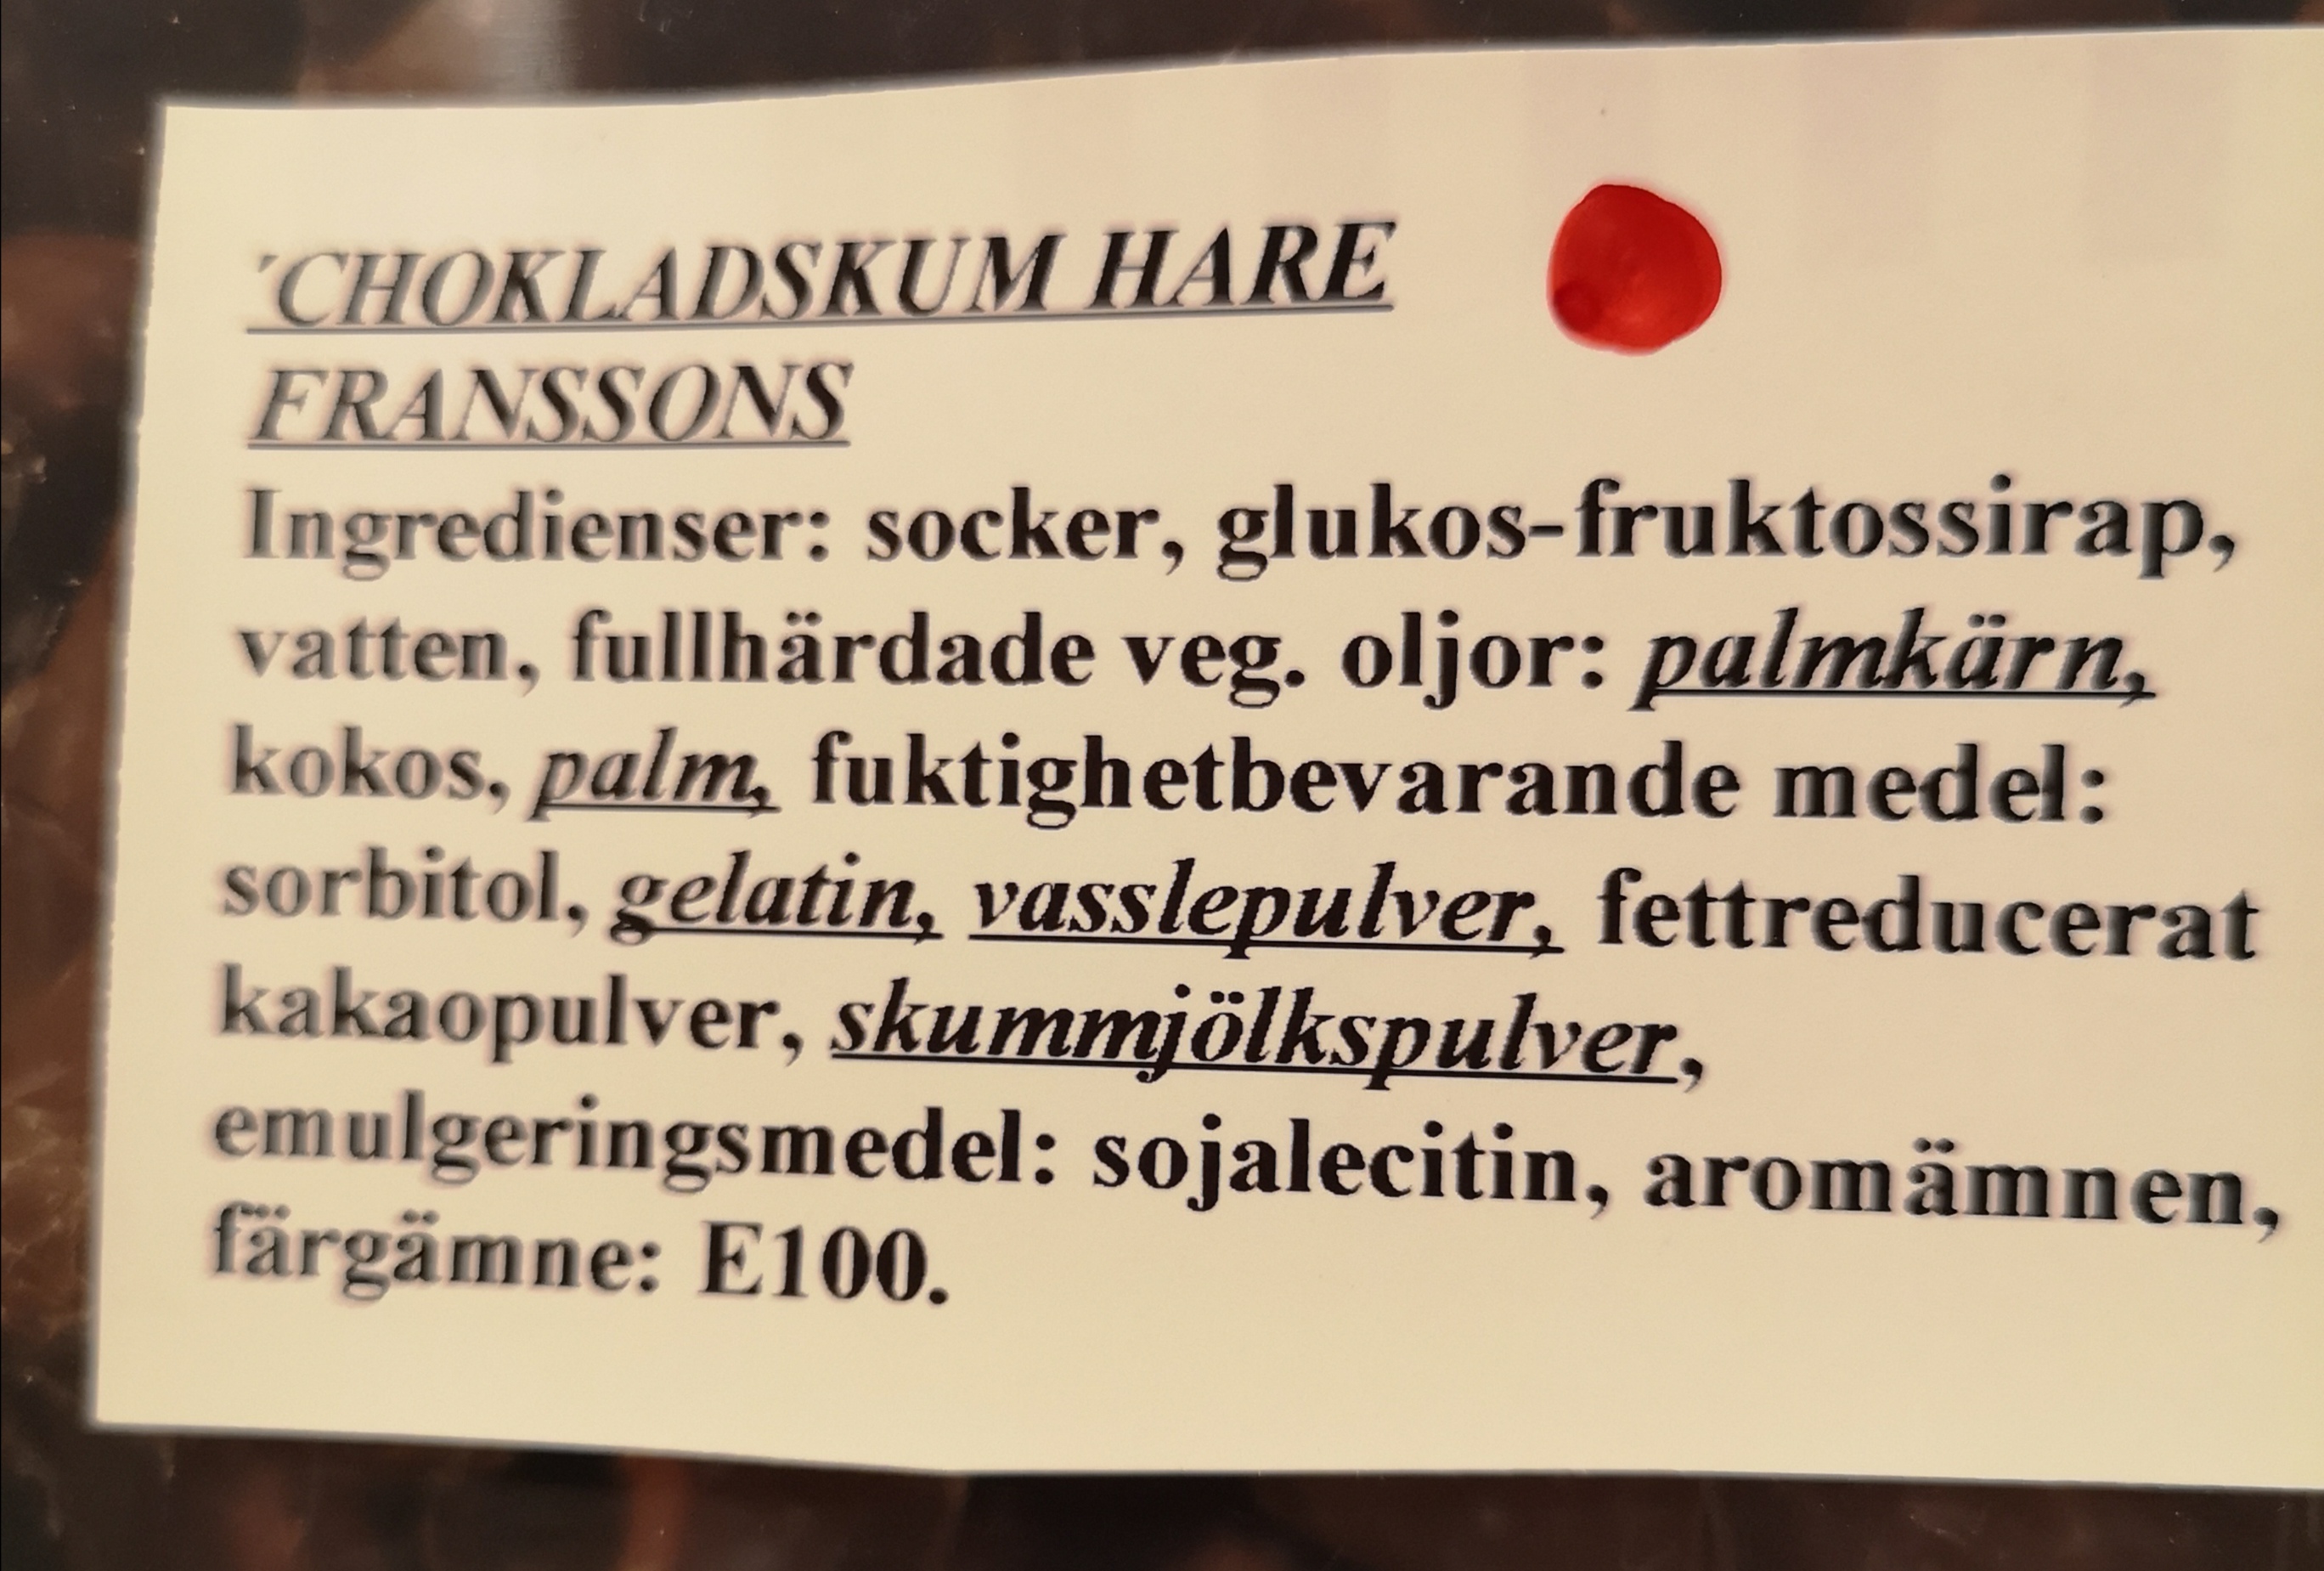 ´CHOKLADSKUM HARE
FRANSSONS
Ingredienser: socker, glukos-fruktossirap,
vatten, fullhärdade veg. oljor: palmkärn,
kokos, palm, fuktighetbevarande medel:
sorbitol, gelatin, vasslepulver, fettreducerat
kakaopulver, skummjölkspulver,
emulgeringsmedel: sojalecitin, aromämnen,
färgämne: E100.